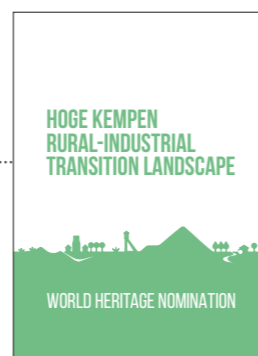 HOGE KEMPEN
RURAL-INDUSTRIAL
TRANSITION LANDSCAPE
WORLD HERITAGE NOMINATION